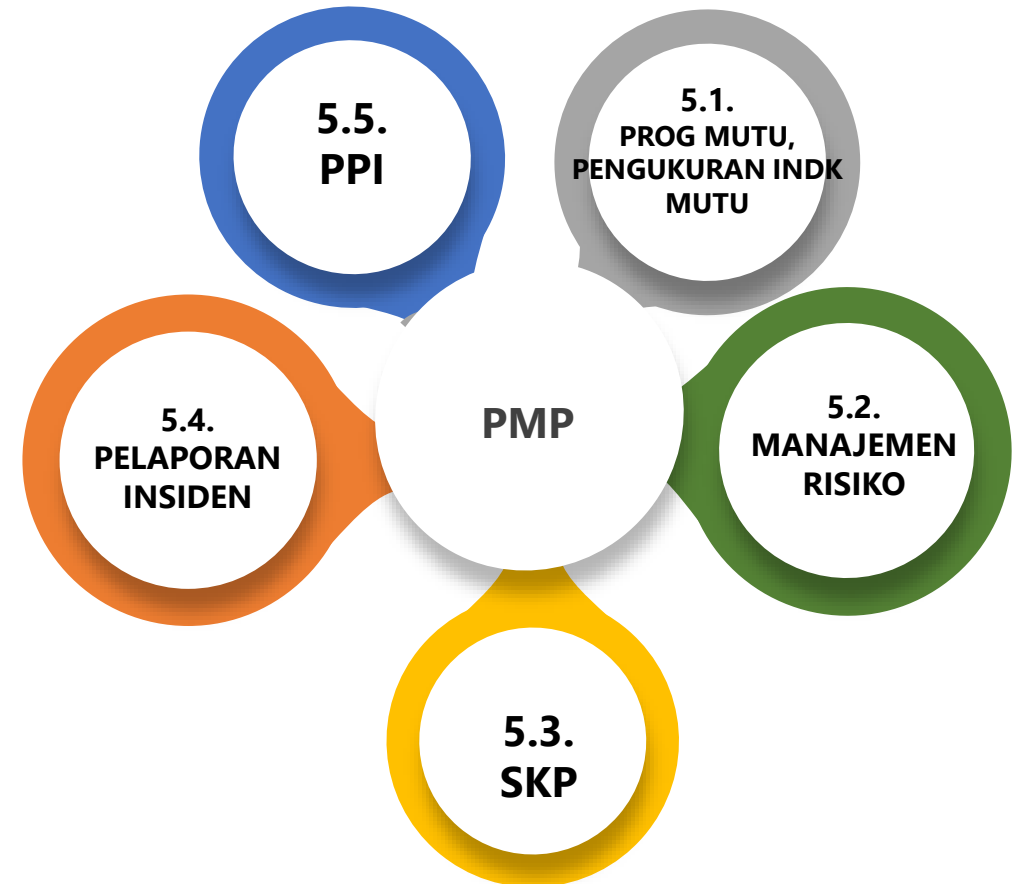 5.5.
PPI
5.1.
PROG MUTU,
PENGUKURAN INDK
MUTU
5.4.
PELAPORAN
INSIDEN
PMP
5.2.
MANAJEMEN
RISIKO
5.3.
SKP